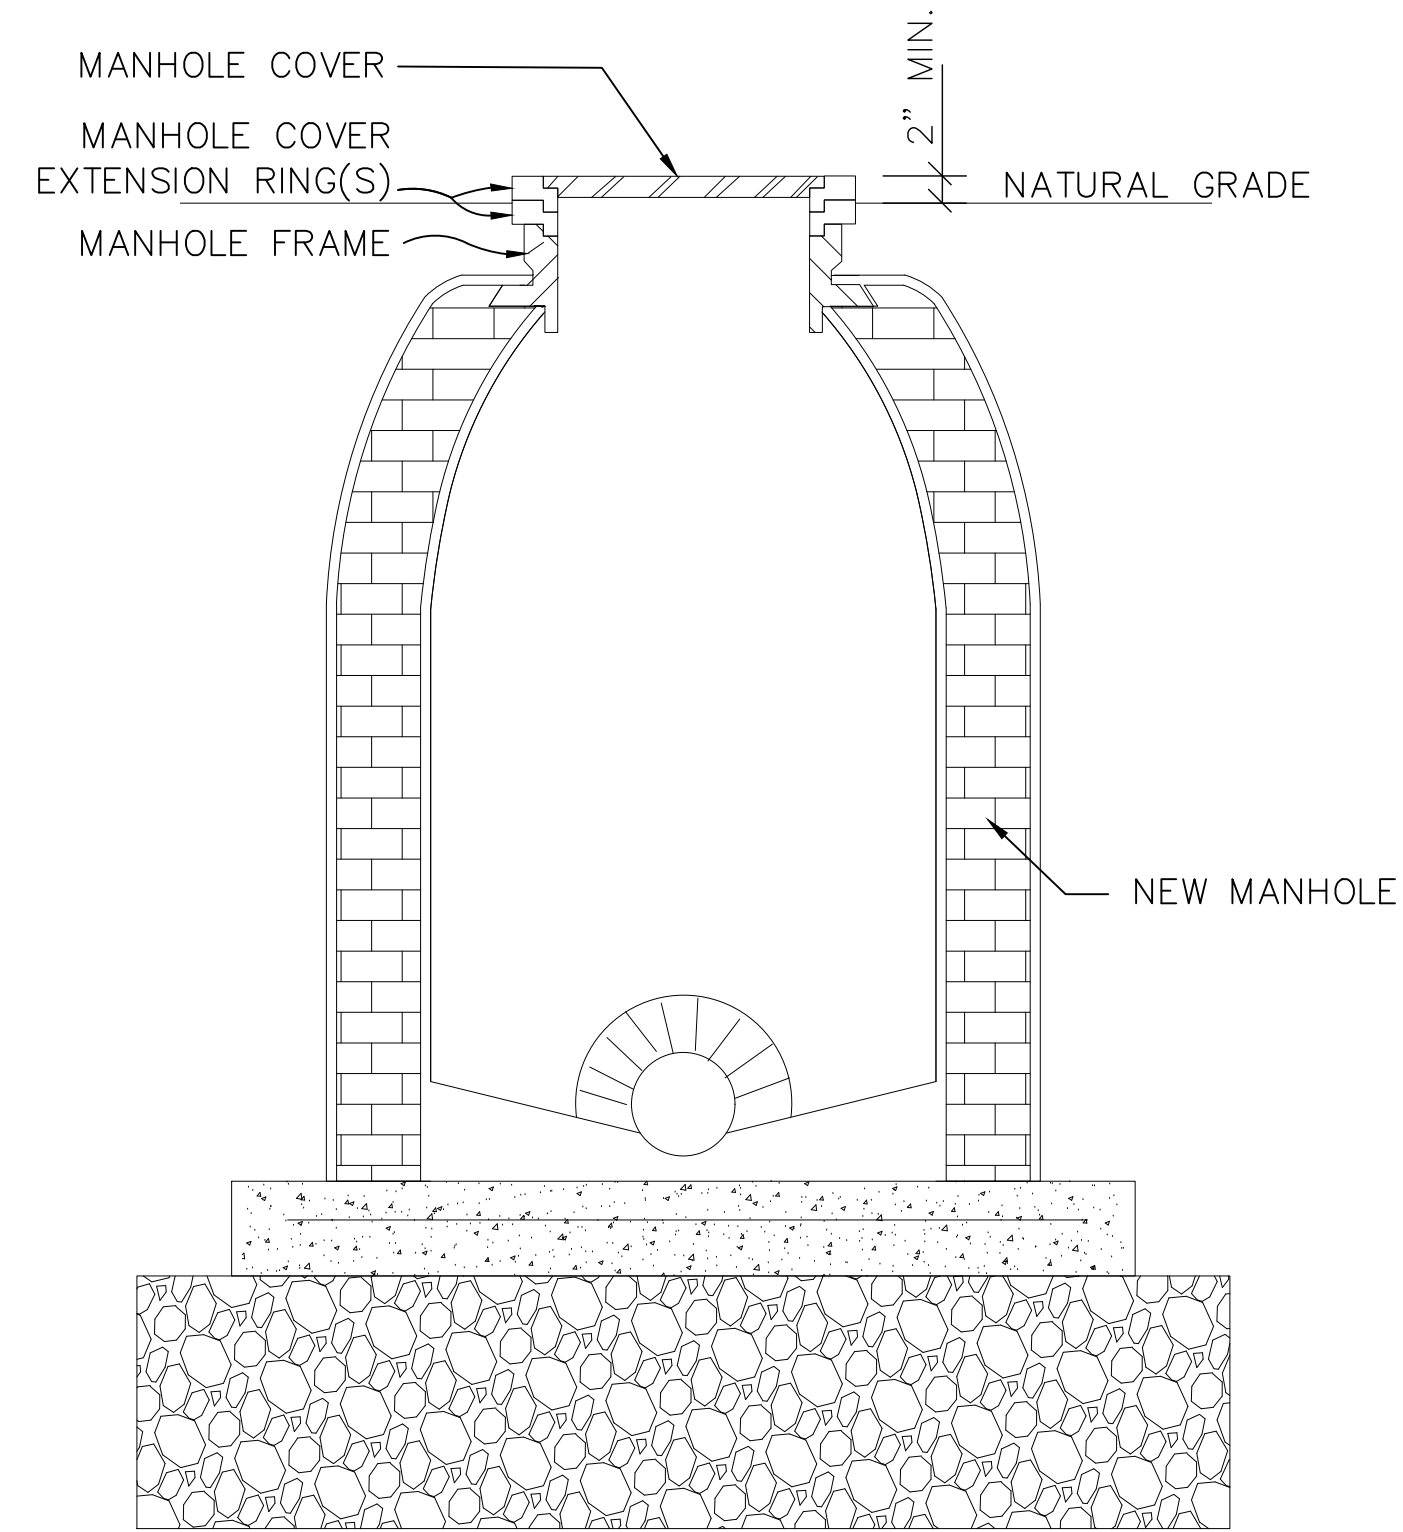 MANHOLE COVER
MANHOLE COVER
EXTENSION RING(S)
MANHOLE FRAME
2" MIN.
NATURAL GRADE
NEW MANHOLE